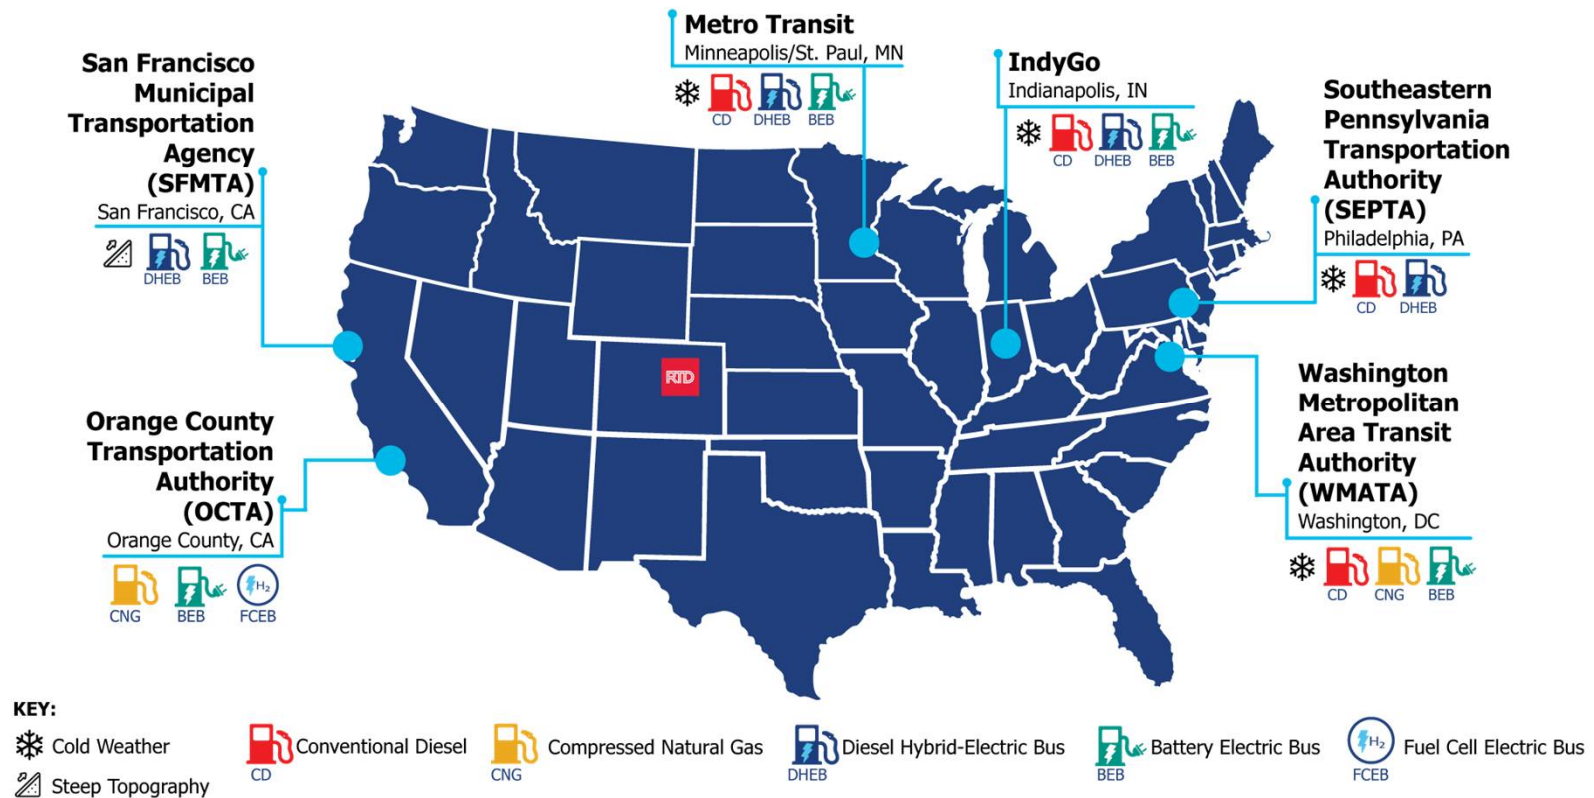 Metro Transit
Minneapolis/St. Paul, MN
CD DHEB BEB
IndyGo
Indianapolis, IN
CD DHEB BEB
San Francisco
Municipal
Transportation
Agency
(SFMTA)
San Francisco, CA
DHEB BEB
Southeastern
Pennsylvania
Transportation
Authority
(SEPTA)
Philadelphia, PA
CD DHEB
RTD
Orange County
Transportation
Authority
(OCTA)
Orange County, CA
H₂
CNG BEB FCEB
Washington
Metropolitan
Area Transit
Authority
(WMATA)
Washington, DC
CD CNG BEB
KEY:
Cold Weather
Steep Topography
Conventional Diesel
CD
Compressed Natural Gas
CNG
Diesel Hybrid-Electric Bus
DHEB
Battery Electric Bus
BEB
H₂
Fuel Cell Electric Bus
FCEB